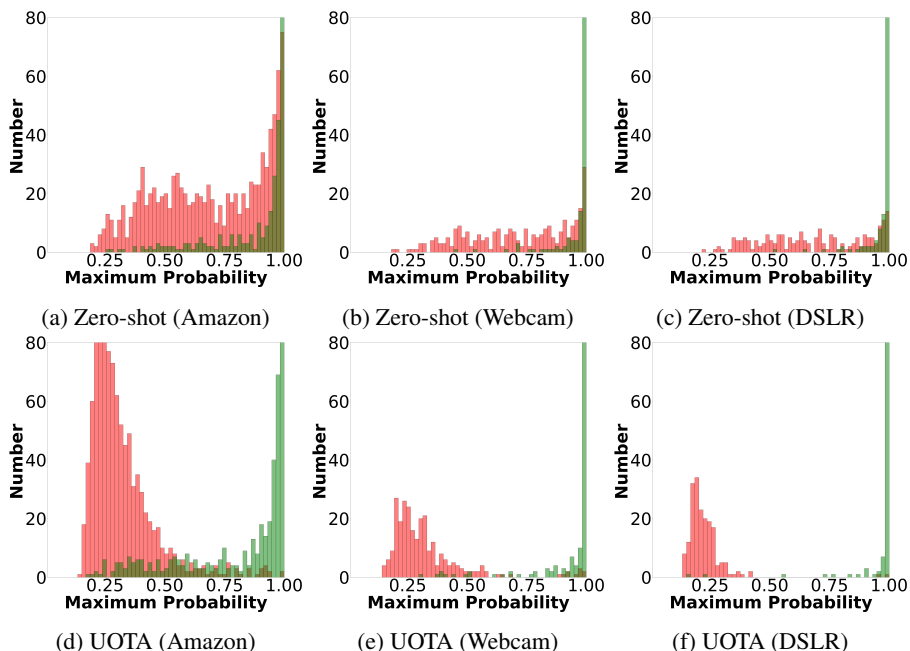 80
60
40
20
0
Number
0.25 0.50 0.75 1.00
Maximum Probability
(a) Zero-shot (Amazon)
80
60
40
20
0
Number
0.25 0.50 0.75 1.00
Maximum Probability
(b) Zero-shot (Webcam)
80
60
40
20
0
Number
0.25 0.50 0.75 1.00
Maximum Probability
(c) Zero-shot (DSLR)
80
60
40
20
0
Number
0.25 0.50 0.75 1.00
Maximum Probability
(d) UOTA (Amazon)
80
60
40
20
0
Number
0.25 0.50 0.75 1.00
Maximum Probability
(e) UOTA (Webcam)
80
60
40
20
0
Number
0.25 0.50 0.75 1.00
Maximum Probability
(f) UOTA (DSLR)